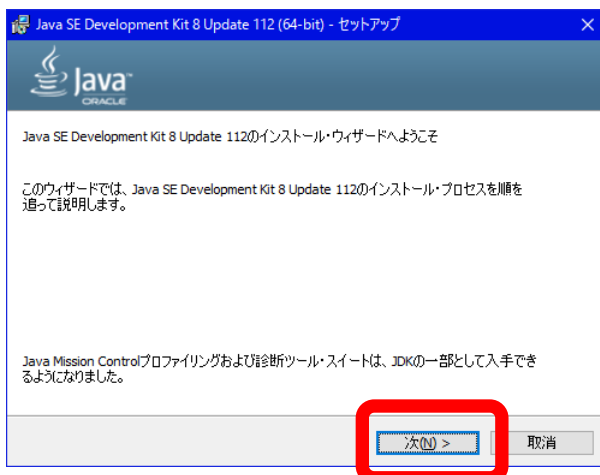 Java SE Development Kit 8 Update 112 (64-bit) - セットアップ
Java™
ORACLE
Java SE Development Kit 8 Update 112のインストール・ウィザードへようこそ
このウィザードでは、Java SE Development Kit 8 Update 112のインストール・プロセスを順を
追って説明します。
Java Mission Controlプロファイリングおよび診断ツール・スイートは、JDKの一部として入手でき
るようになりました。
次(N) >
取消